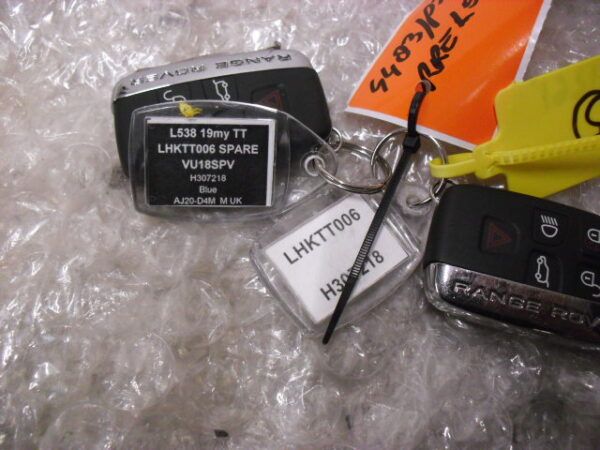 RANGE ROVER
L538 19my TT
LHKTT006 SPARE
VU18SPV
H307218
Blue
AJ20-D4M M UK
LHKTT006
H307218
RANGE ROV